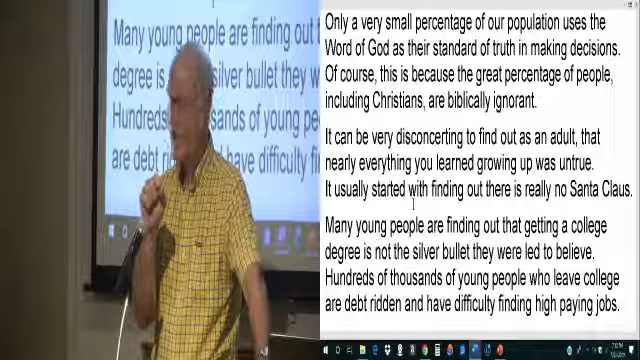 Many young people are finding out
degree is silver bullet they w
Hundreds sands of young pe
are debt ridden and have difficulty fi
Only a very small percentage of our population uses the
Word of God as their standard of truth in making decisions.
Of course, this is because the great percentage of people,
including Christians, are biblically ignorant.
It can be very disconcerting to find out as an adult, that
nearly everything you learned growing up was untrue.
It usually started with finding out there is really no Santa Claus.
Many young people are finding out that getting a college
degree is not the silver bullet they were led to believe.
Hundreds of thousands of young people who leave college
are debt ridden and have difficulty finding high paying jobs.